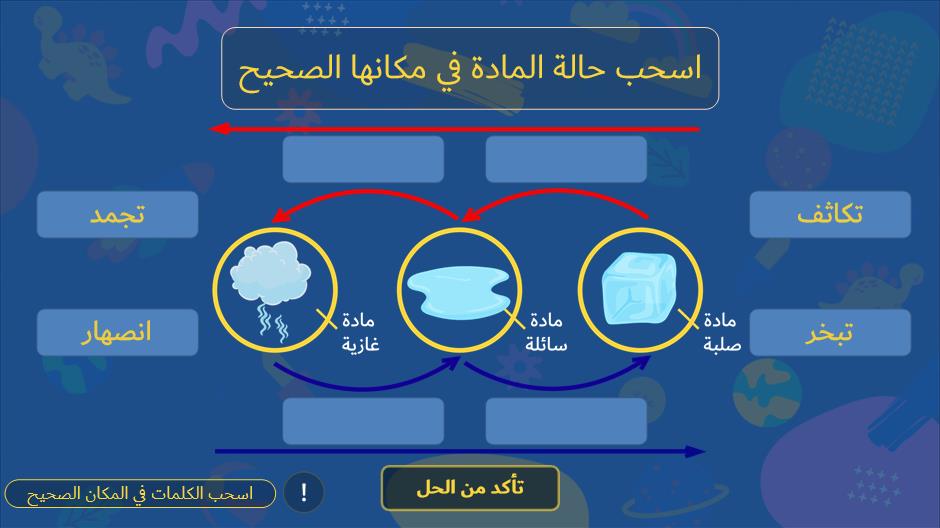 اسحب حالة المادة في مكانها الصحيح
تكاثف
تجمد
تبخر
انصهار
مادة
صلبة
مادة
سائلة
مادة
غازية
تأكد من الحل
!
اسحب الكلمات في المكان الصحيح